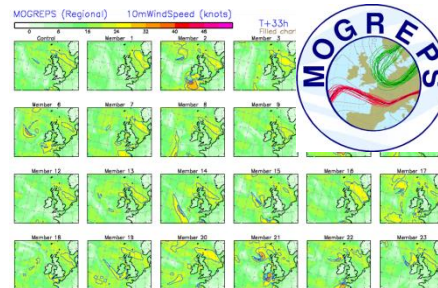 MOGREPS (Regional) 10mWindSpeed (knots)
T+33h
Filled chart
0 8 16 24 32 40 48
Control Member 1 Member 2 Member 3
Member 6 Member 7 Member 8 Member 9
Member 12 Member 13 Member 14 Member 15 Member 16 Member 17
Member 18 Member 19 Member 20 Member 21 Member 22 Member 23
MOGREPS